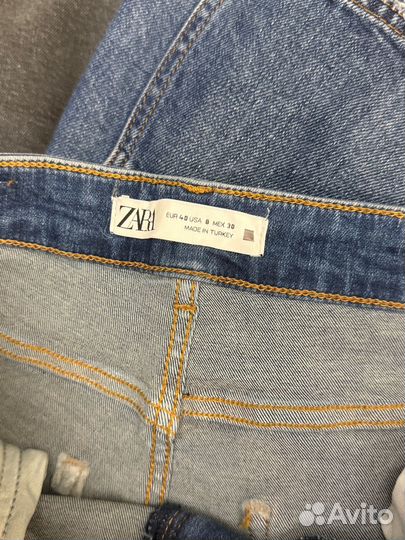 ZARA
EUR 40 USA 8 MEX 30
MADE IN TURKEY
Avito